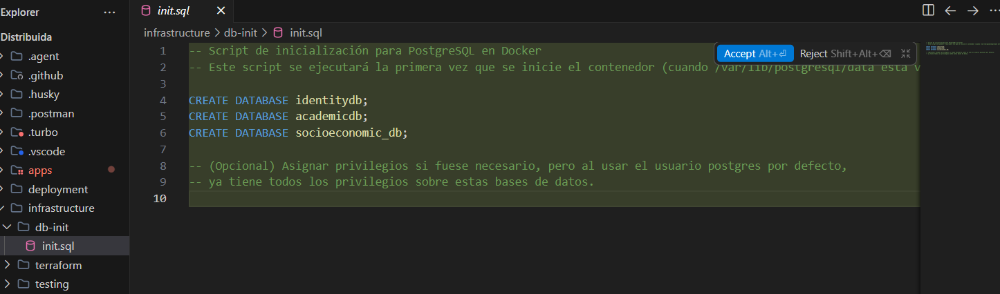 Explorer
Distribuida
.agent
.github
.husky
.postman
.turbo
.vscode
apps
deployment
infrastructure
db-init
init.sql
terraform
testing
init.sql
infrastructure > db-init > init.sql
Accept Alt+⏎ Reject Shift+Alt+⌫
1 -- Script de inicialización para PostgreSQL en Docker
2 -- Este script se ejecutará la primera vez que se inicie el contenedor (cuando /var/lib/postgresql/data está v
3
4 CREATE DATABASE identitydb;
5 CREATE DATABASE academicdb;
6 CREATE DATABASE socioeconomic_db;
7
8 -- (Opcional) Asignar privilegios si fuese necesario, pero al usar el usuario postgres por defecto,
9 -- ya tiene todos los privilegios sobre estas bases de datos.
10